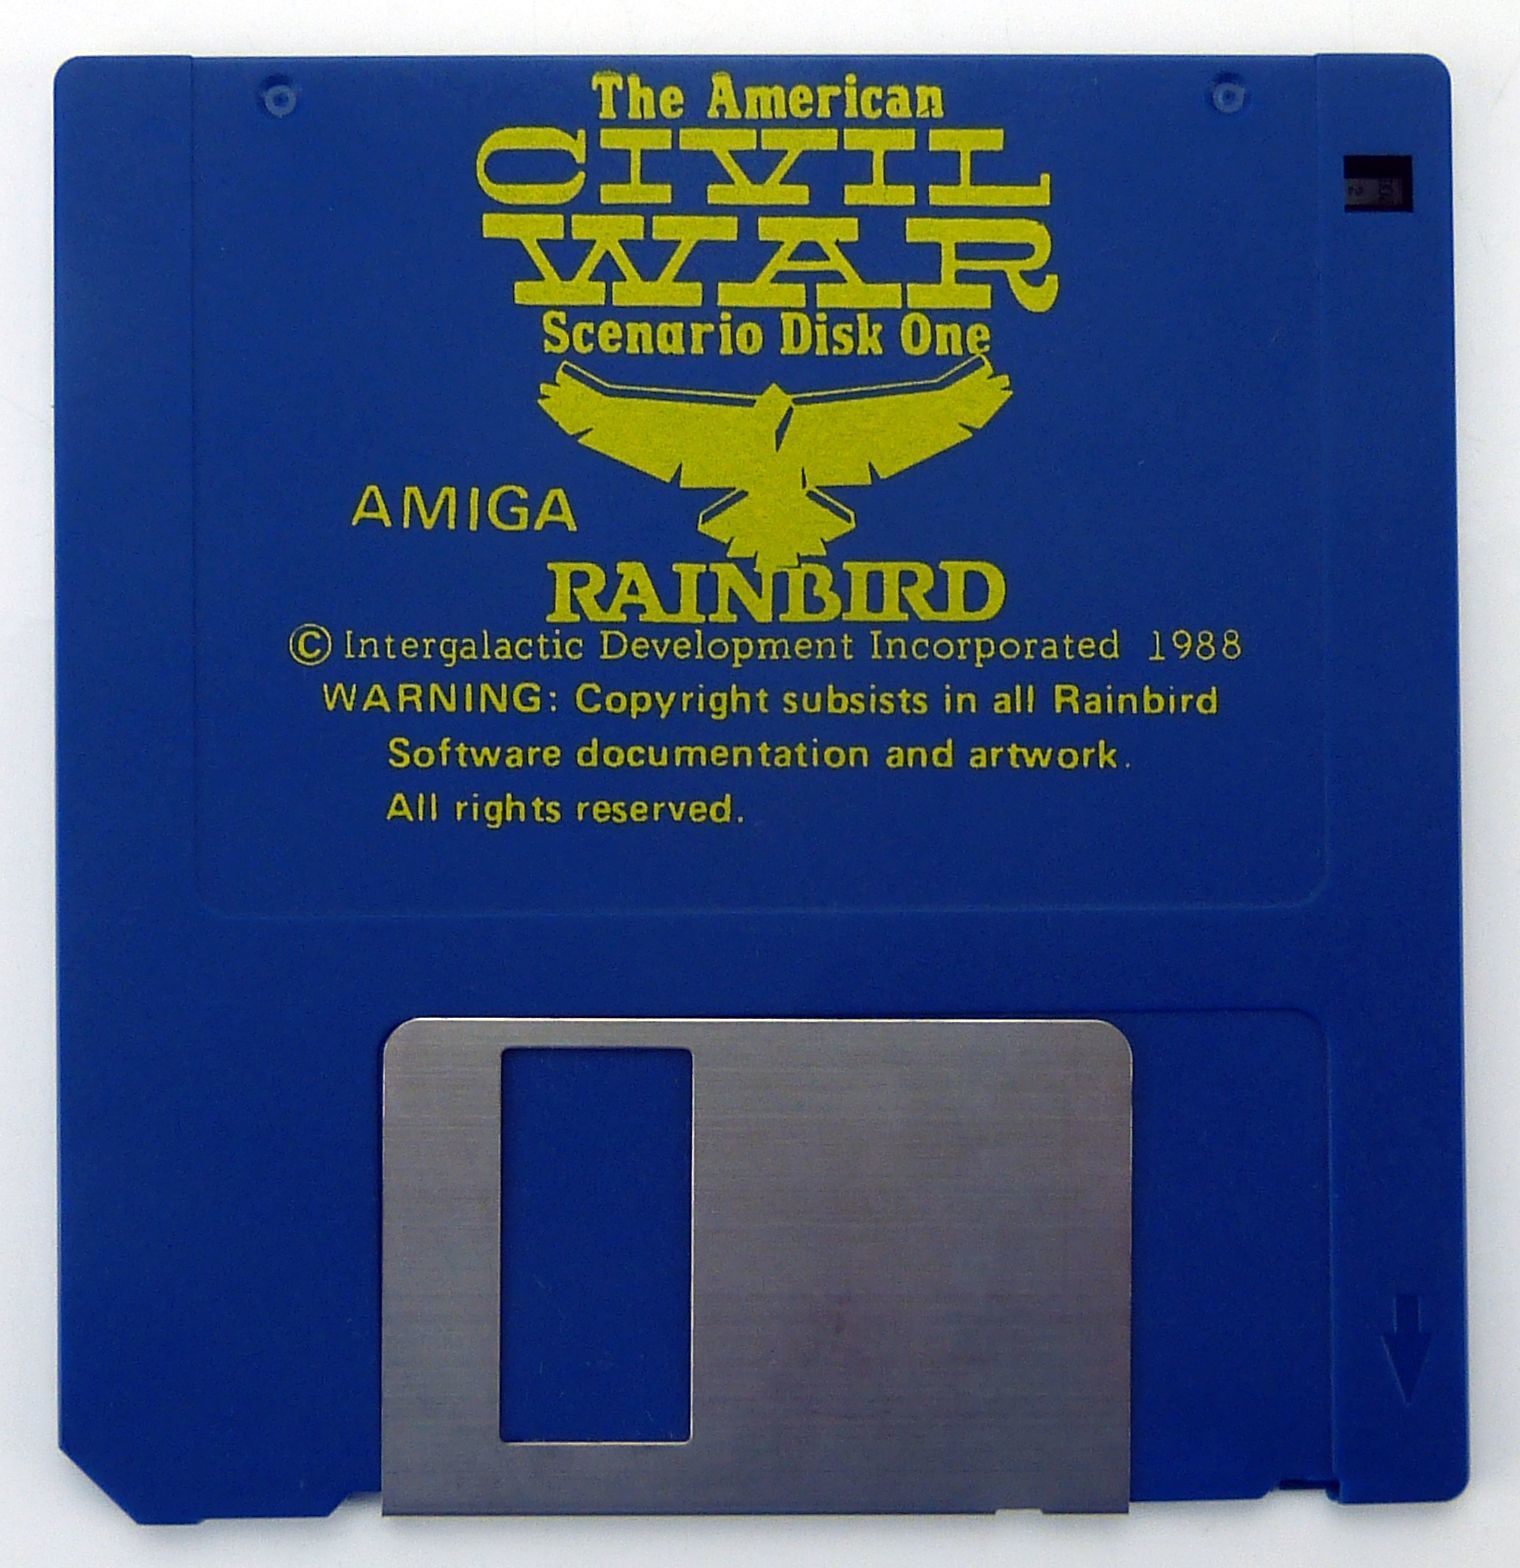 The American
CIVIL
WAR
Scenario Disk One
AMIGA
RAINBIRD
© Intergalactic Development Incorporated 1988
WARNING: Copyright subsists in all Rainbird
Software documentation and artwork.
All rights reserved.